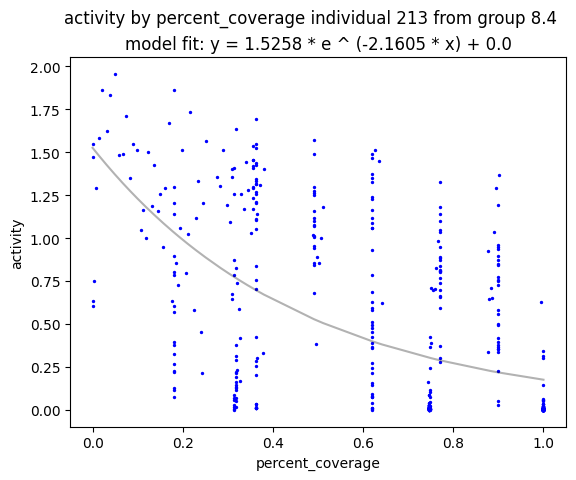 activity by percent_coverage individual 213 from group 8.4
model fit: y = 1.5258 * e ^ (-2.1605 * x) + 0.0
2.00
1.75
1.50
1.25
1.00
0.75
0.50
0.25
0.00
activity
0.0 0.2 0.4 0.6 0.8 1.0
percent_coverage